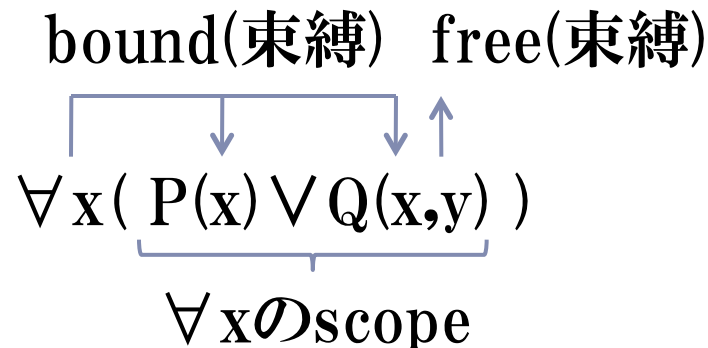 bound(束縛) free(束縛)
∀x( P(x)∨Q(x,y) )
∀xのscope